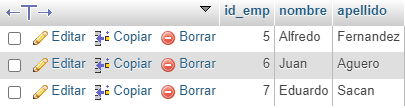 id_emp nombre apellido
Editar Copiar Borrar 5 Alfredo Fernandez
Editar Copiar Borrar 6 Juan Aguero
Editar Copiar Borrar 7 Eduardo Sacan